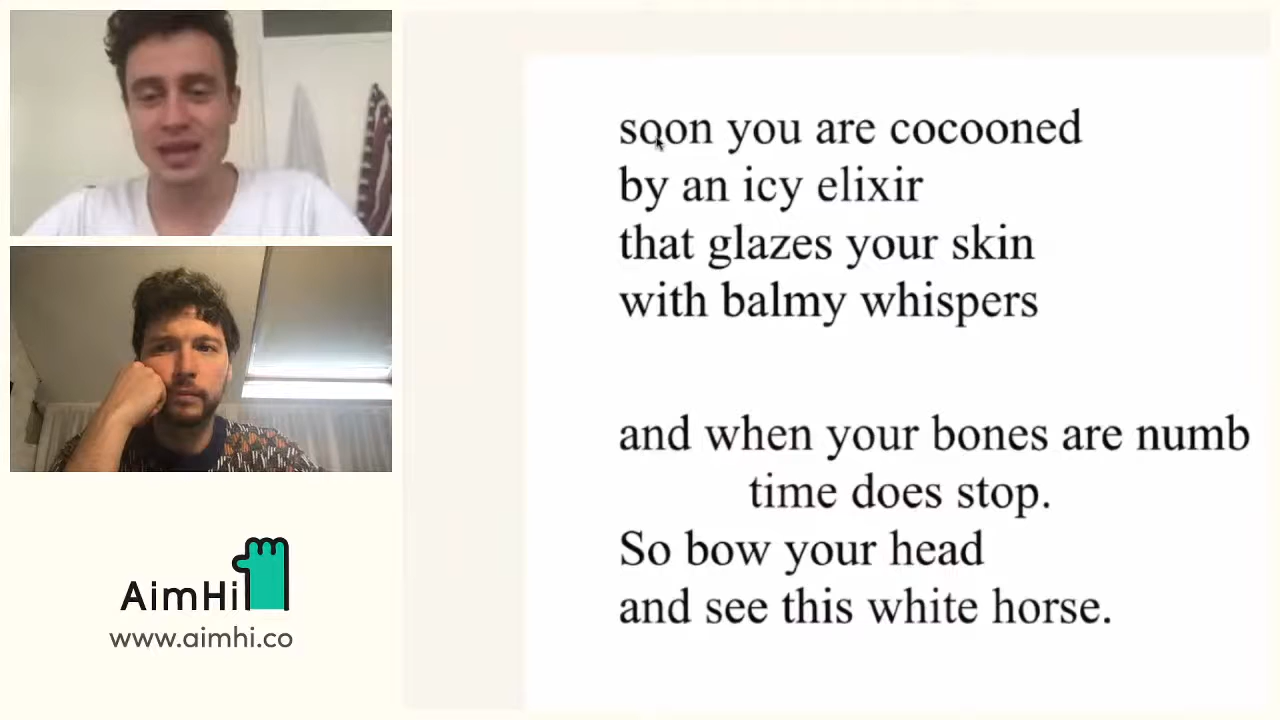 soon you are cocooned
by an icy elixir
that glazes your skin
with balmy whispers
and when your bones are numb
time does stop.
So bow your head
and see this white horse.
AimHi
www.aimhi.co